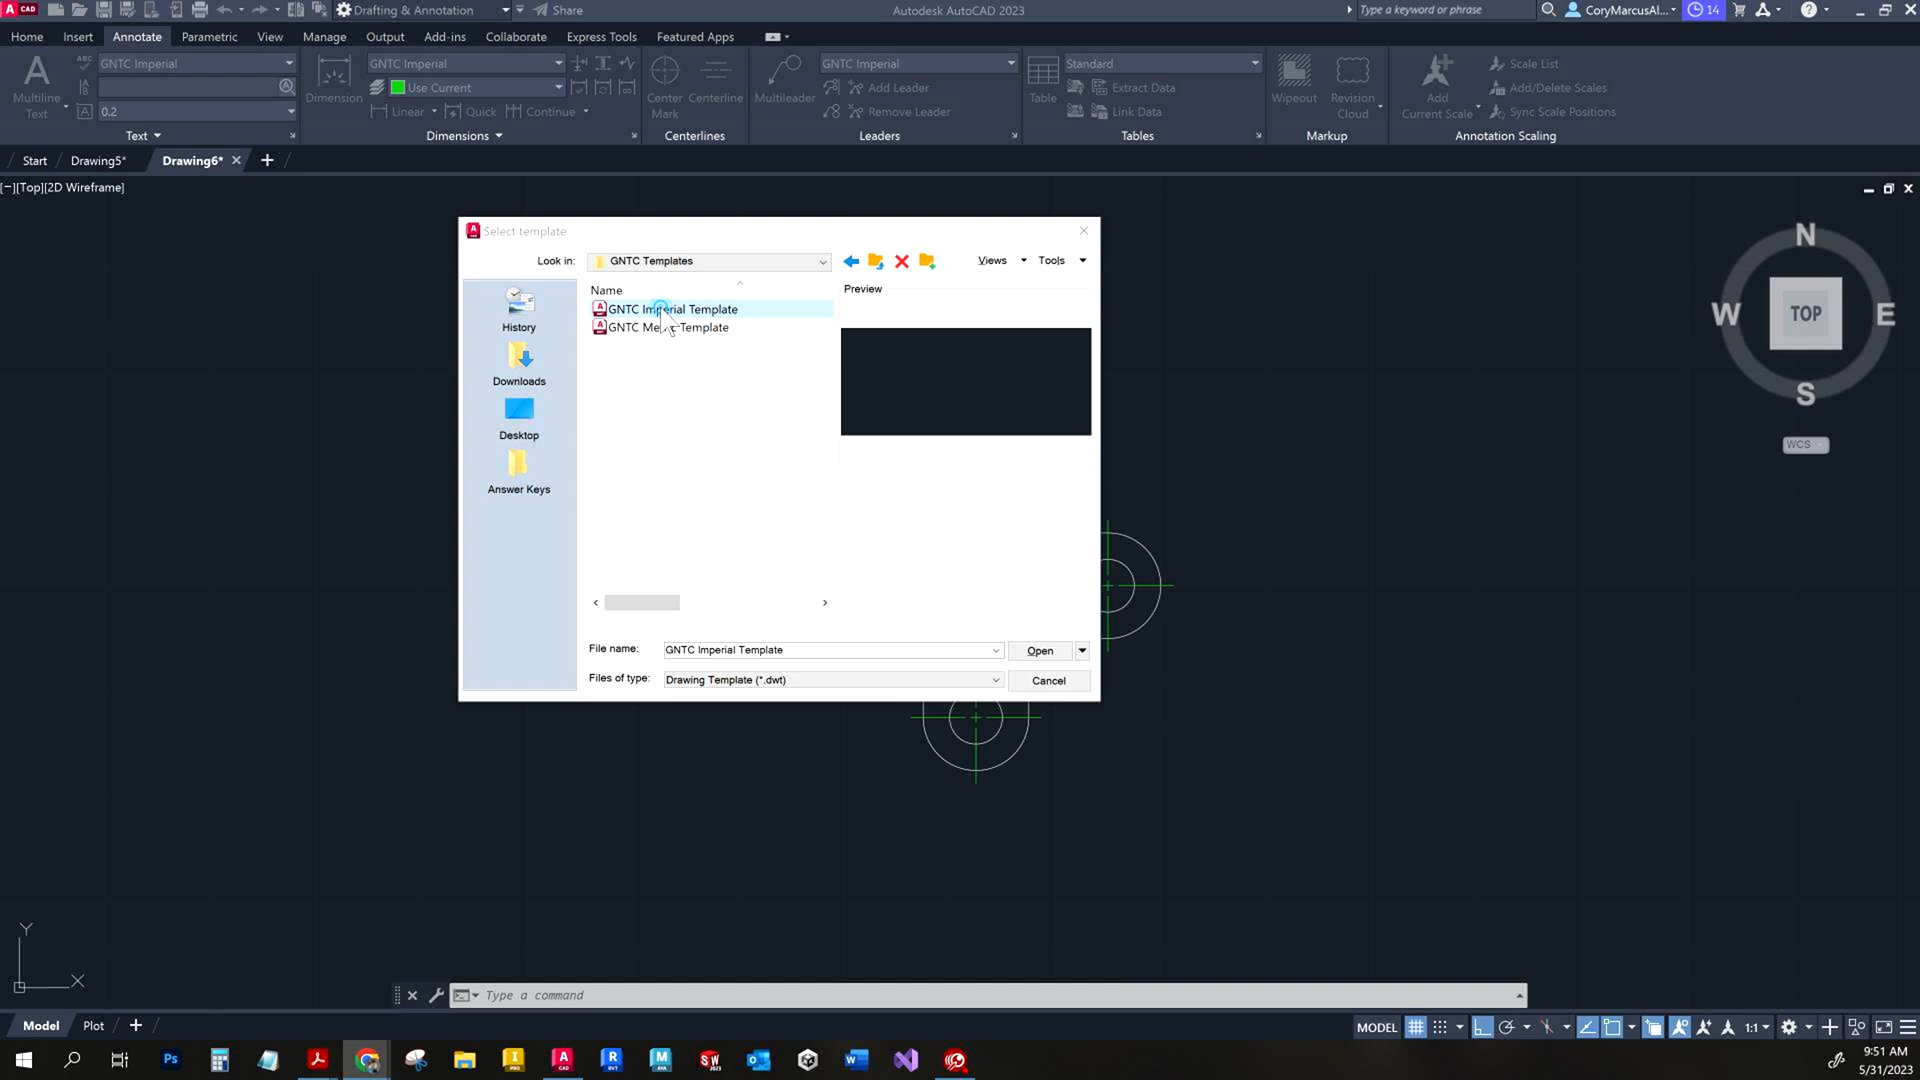 CAD
Drafting & Annotation
Share
Autodesk AutoCAD 2023
Type a keyword or phrase
CoryMarcusAl...
14
Home Insert Annotate Parametric View Manage Output Add-ins Collaborate Express Tools Featured Apps
GNTC Imperial GNTC Imperial GNTC Imperial Standard Scale List
Use Current Add Leader Extract Data Add/Delete Scales
Multiline Text Dimension Center Mark Centerline Multileader Table Wipeout Revision Cloud Add Current Scale
0.2 Linear Quick Continue Remove Leader Link Data Sync Scale Positions
Text Dimensions Centerlines Leaders Tables Markup Annotation Scaling
Start Drawing5* Drawing6*
[−][Top][2D Wireframe]
Select template
Look in: GNTC Templates Views Tools
Name Preview
GNTC Imperial Template
GNTC Template
History
Downloads
Desktop
Answer Keys
File name: GNTC Imperial Template Open
Files of type: Drawing Template (*.dwt) Cancel
N
W TOP E
S
WCS
Y
X
Type a command
Model Plot MODEL 1:1
9:51 AM
5/31/2023